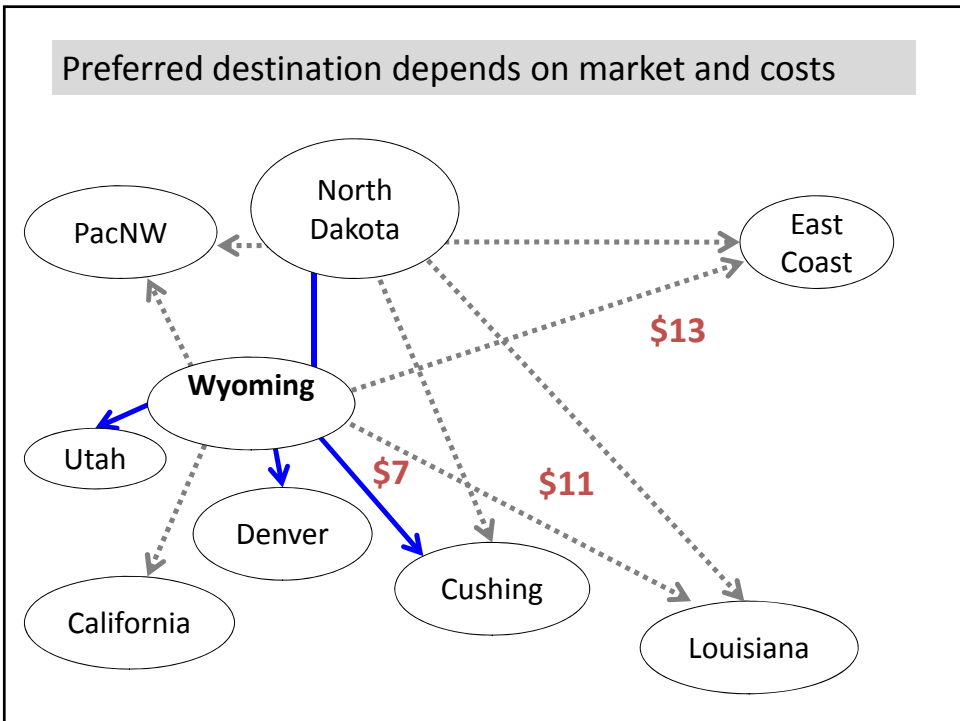 Preferred destination depends on market and costs
North
Dakota
PacNW
East
Coast
$13
Wyoming
Utah
$7
$11
Denver
Cushing
California
Louisiana